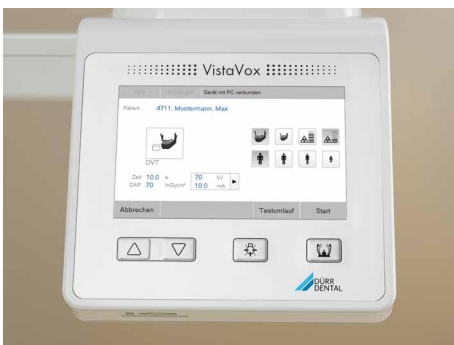 VistaVox
Gerät mit PC verbunden
Patient 4711, Mustermann, Max
DVT
Zeit 10.0 s 70 kV
DAP 70 mGycm² 10.0 mA
Abbrechen Testumlauf Start
DÜRR
DENTAL